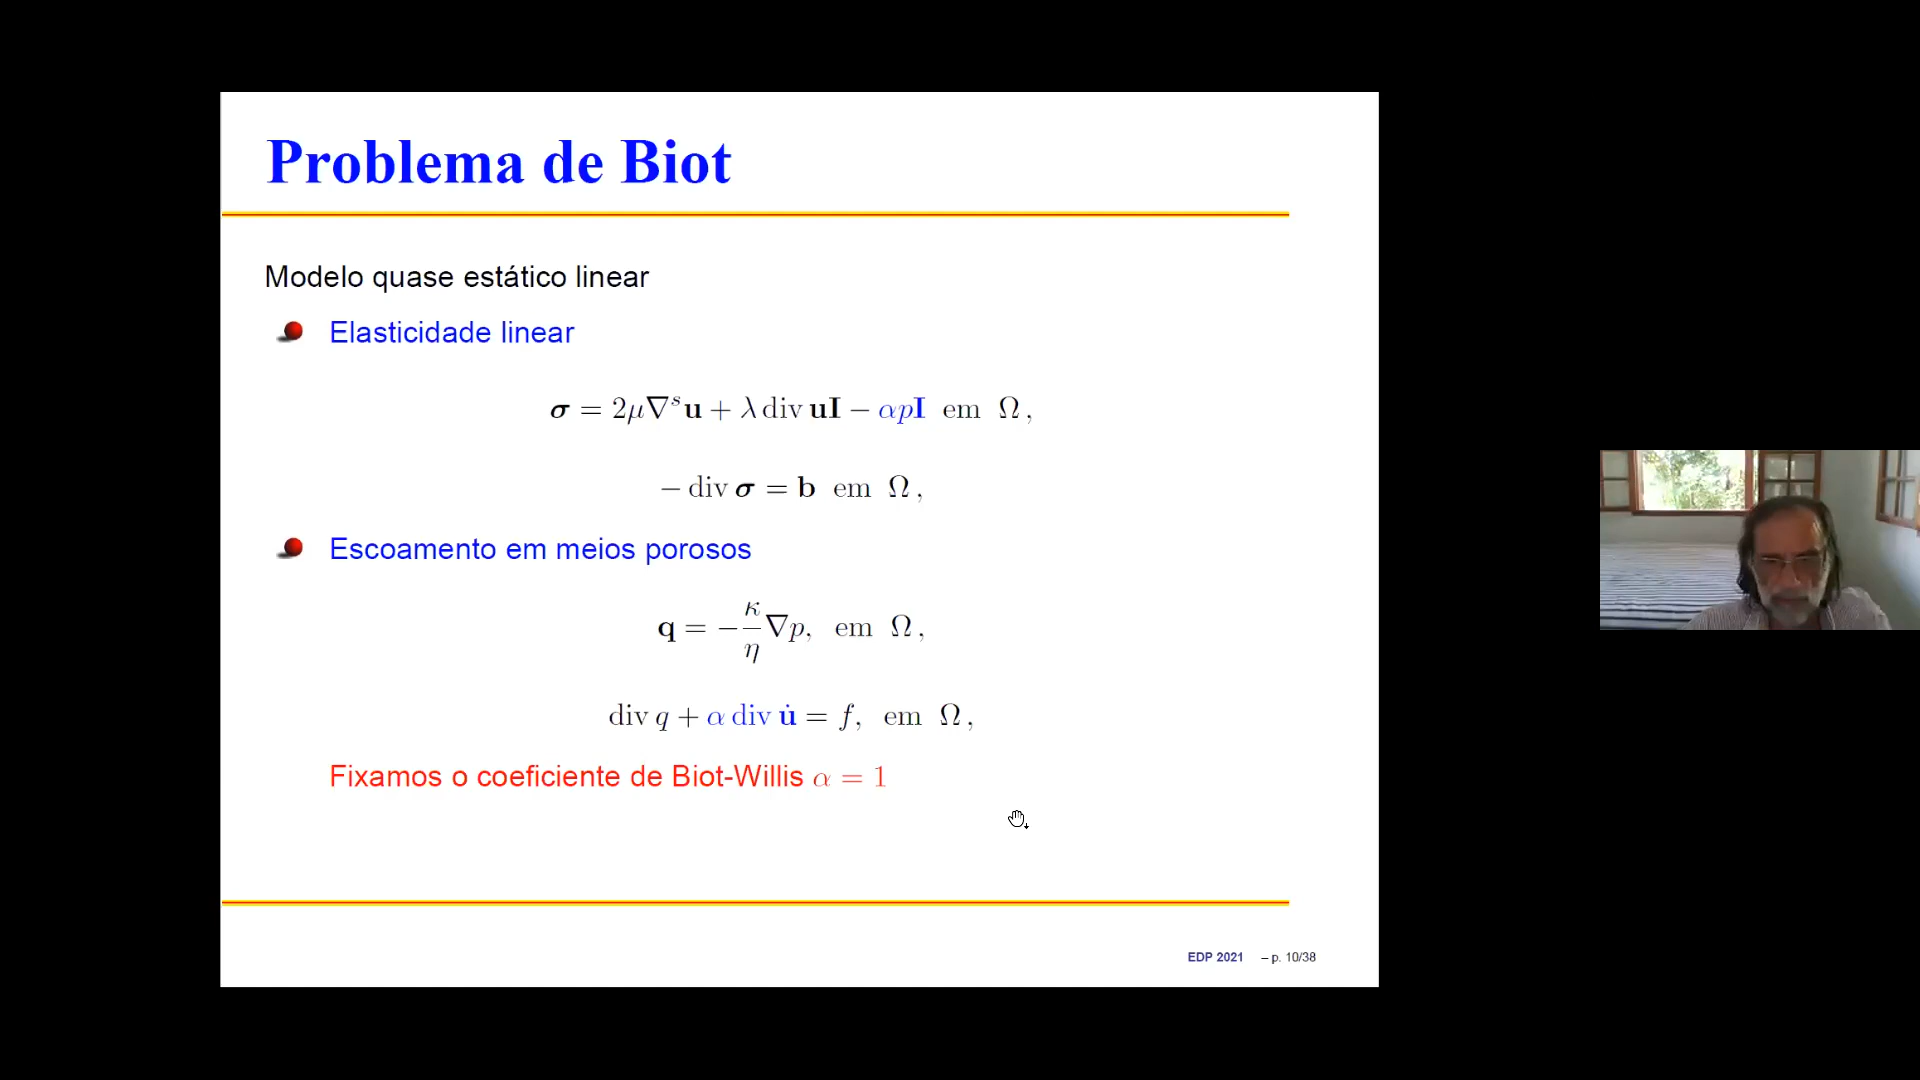 Problema de Biot
Modelo quase estático linear
Elasticidade linear
σ = 2μ∇ˢu + λ div uI − αpI em Ω ,
− div σ = b em Ω ,
Escoamento em meios porosos
q = −κ/η ∇p, em Ω ,
div q + α div u̇ = f, em Ω ,
Fixamos o coeficiente de Biot-Willis α = 1
EDP 2021 – p. 10/38